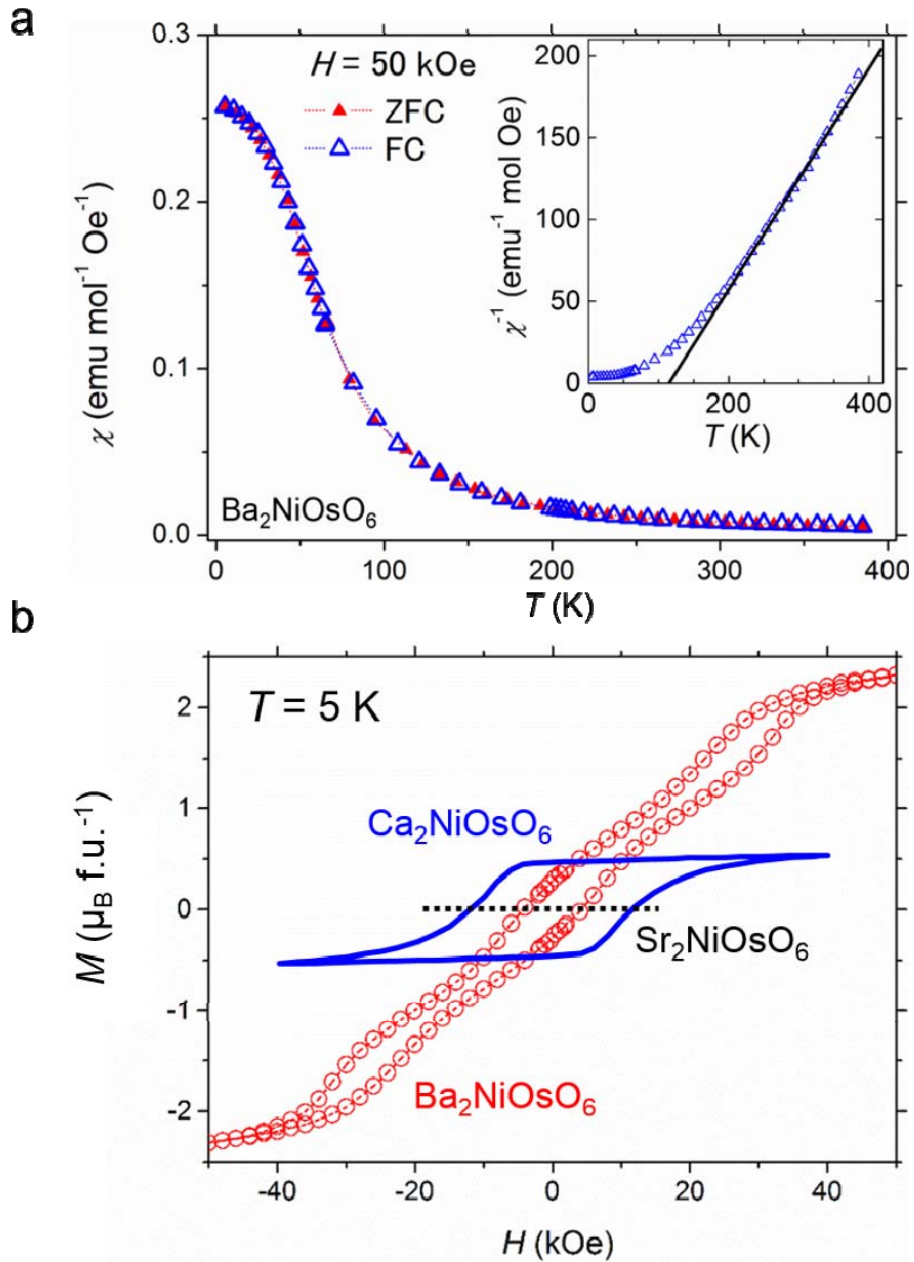 a
H = 50 kOe
ZFC
FC
χ (emu mol⁻¹ Oe⁻¹)
0.3
0.2
0.1
0.0
Ba₂NiOsO₆
0 100 200 300 400
T (K)
χ⁻¹ (emu⁻¹ mol Oe)
200
150
100
50
0
0 200 400
T (K)
b
T = 5 K
M (μB f.u.⁻¹)
2
1
0
-1
-2
Ca₂NiOsO₆
Sr₂NiOsO₆
Ba₂NiOsO₆
-40 -20 0 20 40
H (kOe)